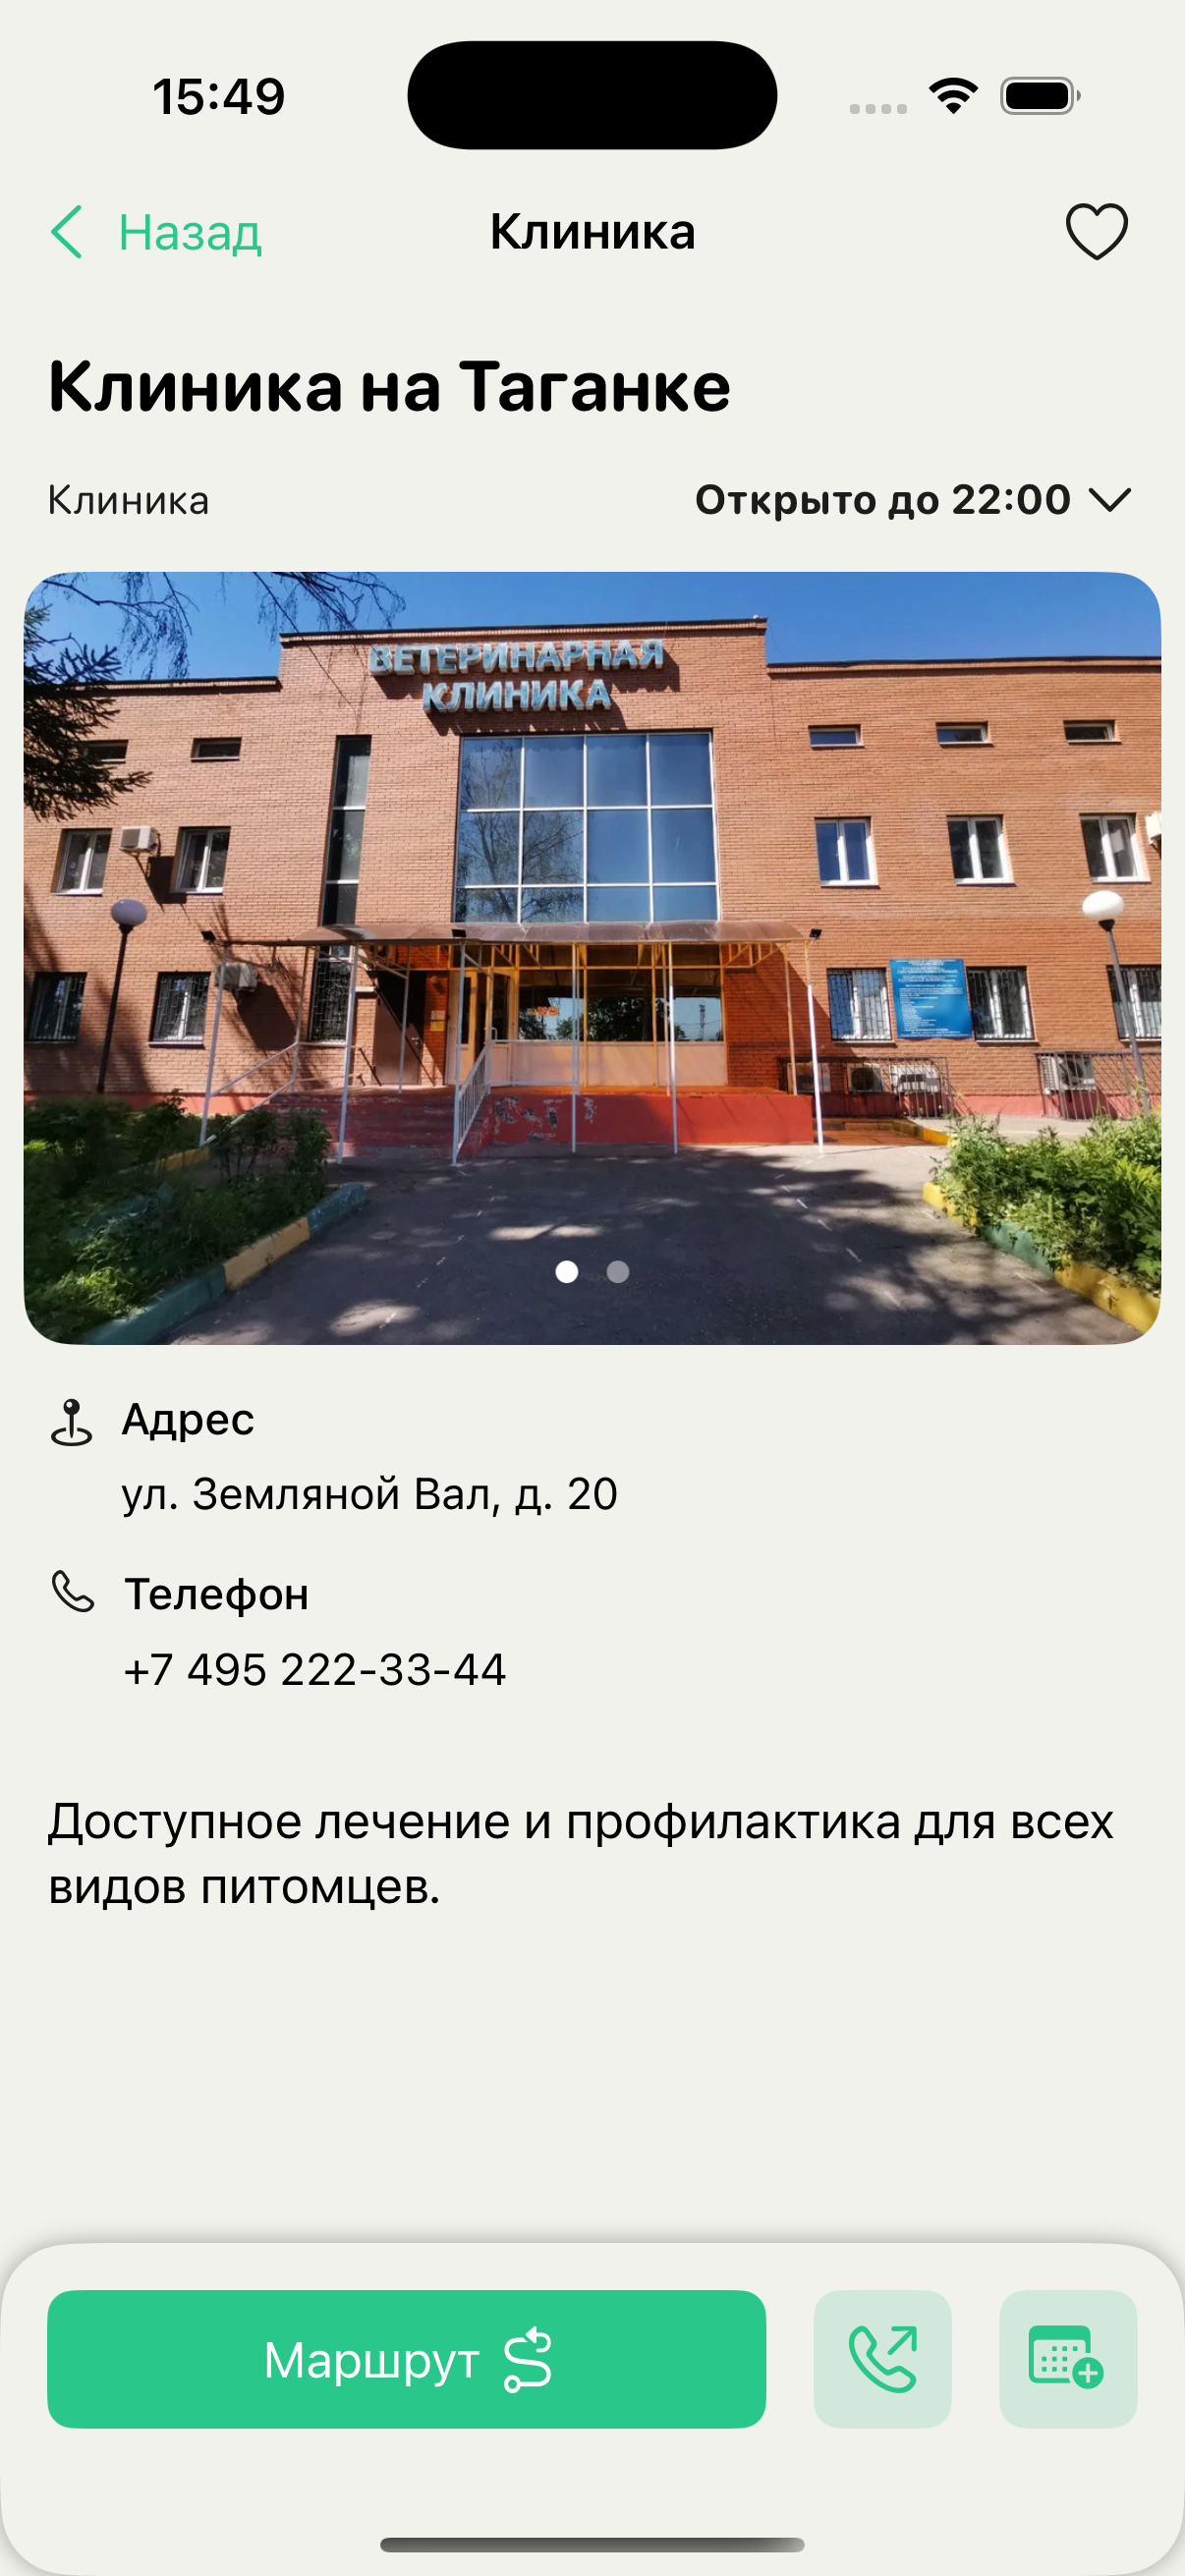 15:49
Назад
Клиника
Клиника на Таганке
Клиника
Открыто до 22:00
ВЕТЕРИНАРНАЯ
КЛИНИКА
Адрес
ул. Земляной Вал, д. 20
Телефон
+7 495 222-33-44
Доступное лечение и профилактика для всех
видов питомцев.
Маршрут